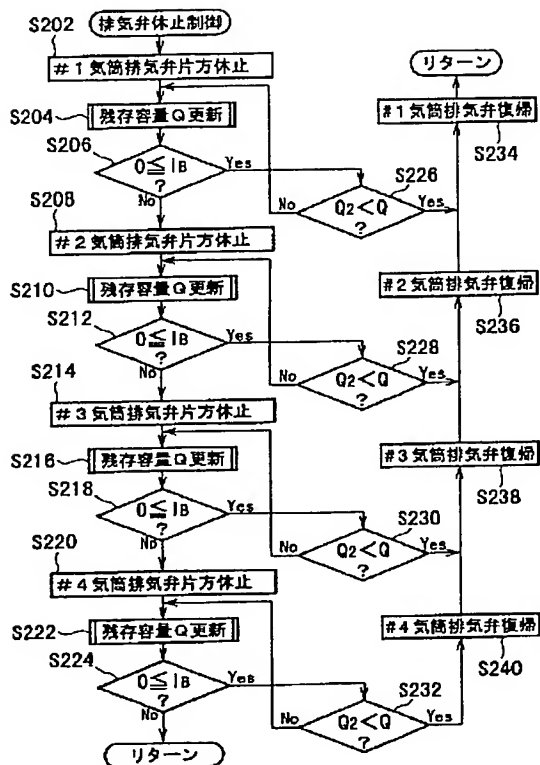 排気弁休止制御
S202
#1気筒排気弁片方休止
S204
残存容量Q更新
S206
0≦IB
?
Yes
No
S226
Q2<Q
?
No
Yes
S208
#2気筒排気弁片方休止
S210
残存容量Q更新
S212
0≦IB
?
Yes
No
S228
Q2<Q
?
No
Yes
S214
#3気筒排気弁片方休止
S216
残存容量Q更新
S218
0≦IB
?
Yes
No
S230
Q2<Q
?
No
Yes
S220
#4気筒排気弁片方休止
S222
残存容量Q更新
S224
0≦IB
?
Yes
No
S232
Q2<Q
?
No
Yes
リターン
リターン
#1気筒排気弁復帰
S234
#2気筒排気弁復帰
S236
#3気筒排気弁復帰
S238
#4気筒排気弁復帰
S240